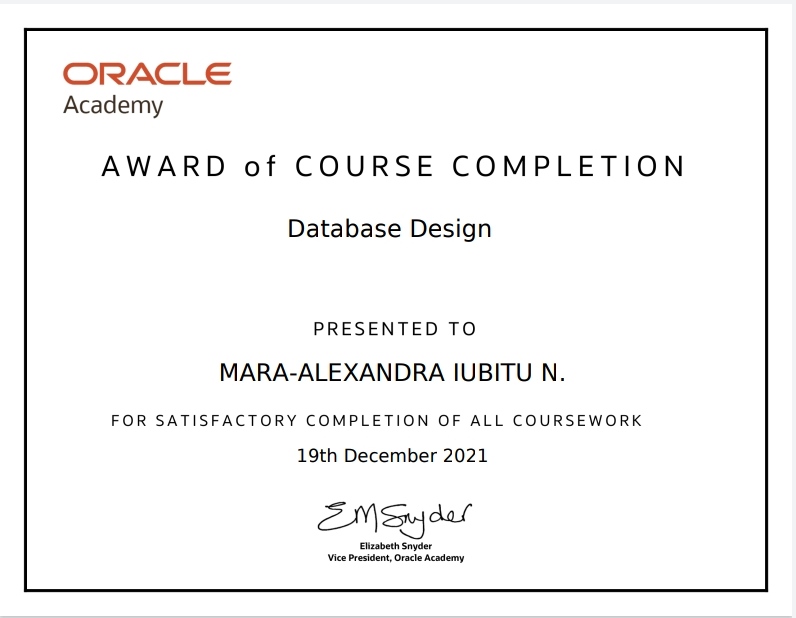 ORACLE
Academy
AWARD of COURSE COMPLETION
Database Design
PRESENTED TO
MARA-ALEXANDRA IUBITU N.
FOR SATISFACTORY COMPLETION OF ALL COURSEWORK
19th December 2021
EMSnyder
Elizabeth Snyder
Vice President, Oracle Academy